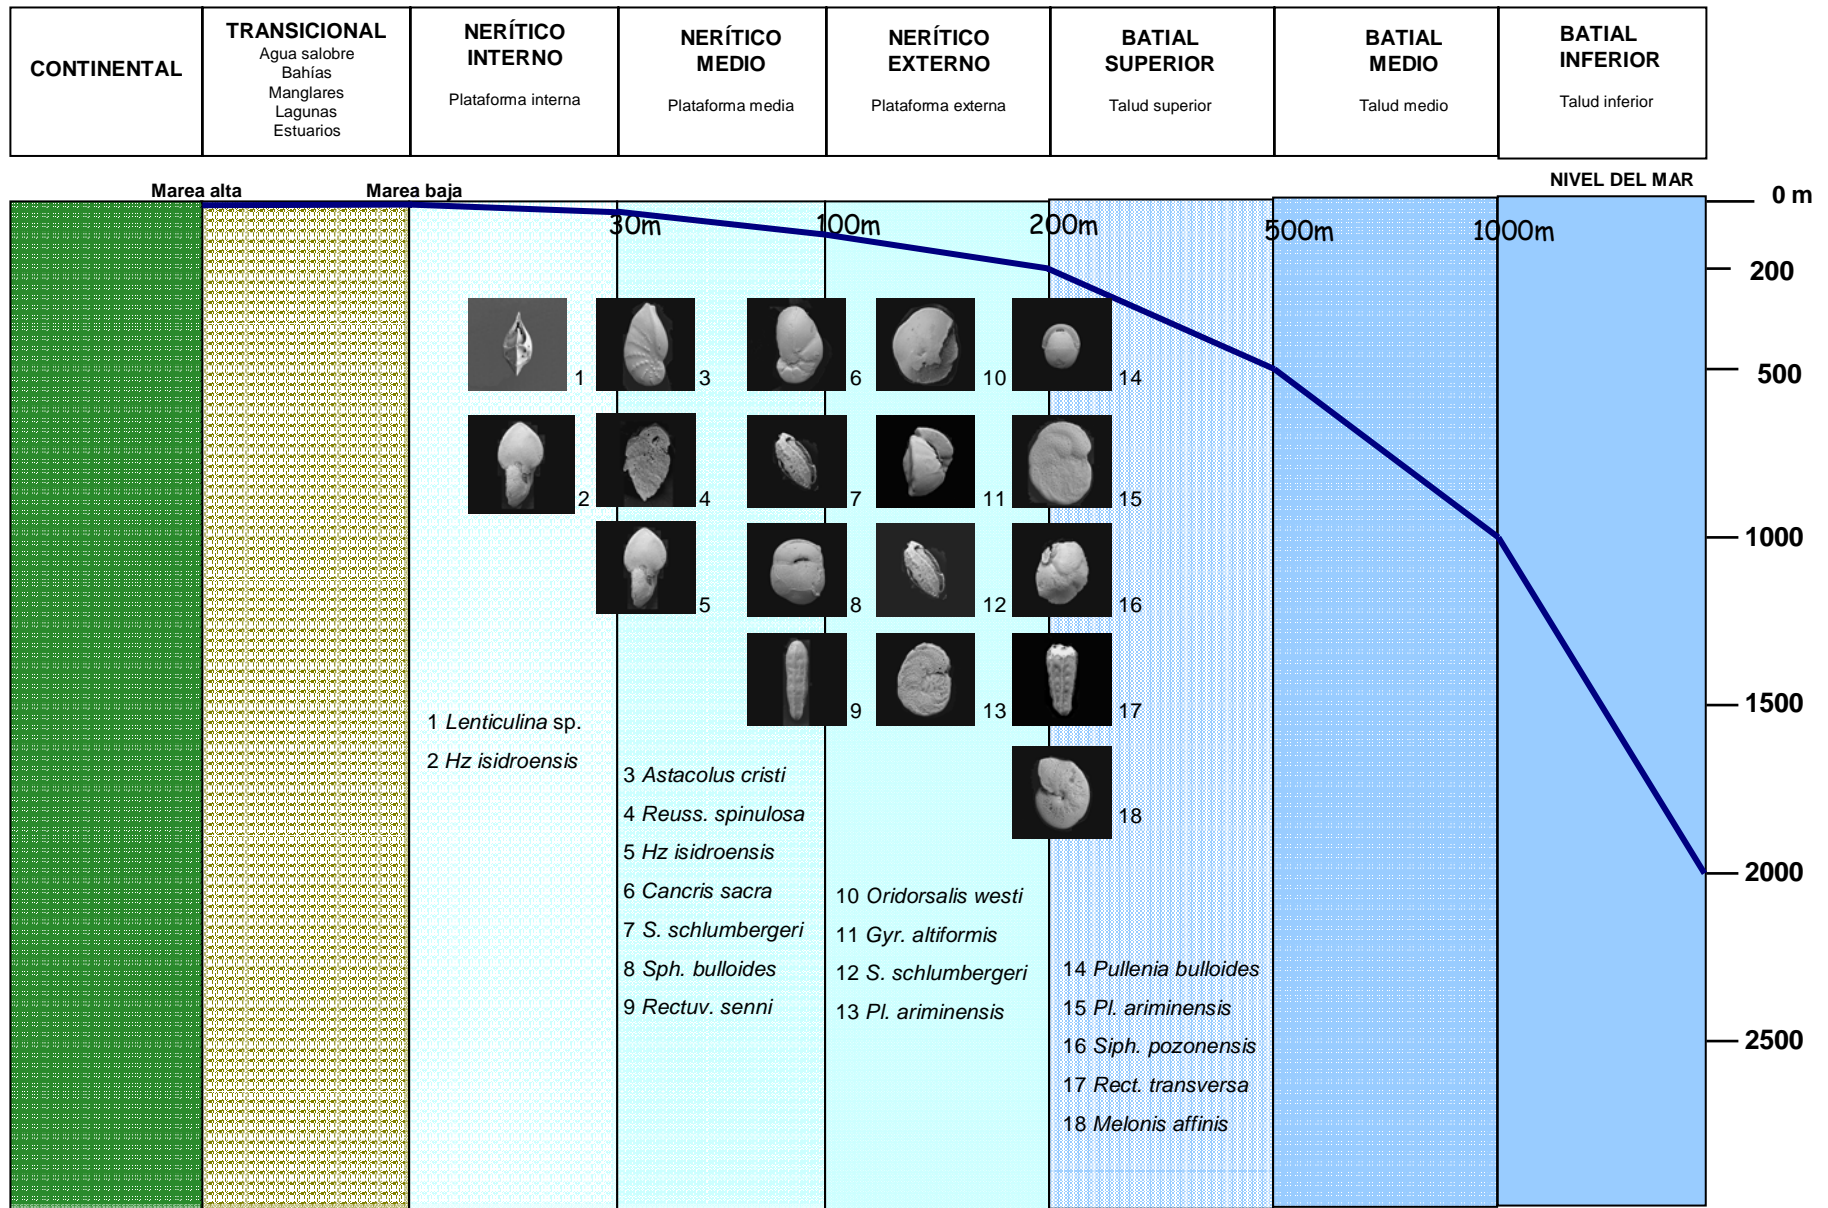 CONTINENTAL
TRANSICIONAL
Agua salobre
Bahías
Manglares
Lagunas
Estuarios
NERÍTICO
INTERNO
Plataforma interna
NERÍTICO
MEDIO
Plataforma media
NERÍTICO
EXTERNO
Plataforma externa
BATIAL
SUPERIOR
Talud superior
BATIAL
MEDIO
Talud medio
BATIAL
INFERIOR
Talud inferior
Marea alta
Marea baja
NIVEL DEL MAR
0 m
30m
100m
200m
500m
1000m
200
500
1000
1500
2000
2500
1
3
6
10
14
2
4
7
11
15
5
8
12
16
9
13
17
18
1 Lenticulina sp.
2 Hz isidroensis
3 Astacolus cristi
4 Reuss. spinulosa
5 Hz isidroensis
6 Cancris sacra
7 S. schlumbergeri
8 Sph. bulloides
9 Rectuv. senni
10 Oridorsalis westi
11 Gyr. altiformis
12 S. schlumbergeri
13 Pl. ariminensis
14 Pullenia bulloides
15 Pl. ariminensis
16 Siph. pozonensis
17 Rect. transversa
18 Melonis affinis